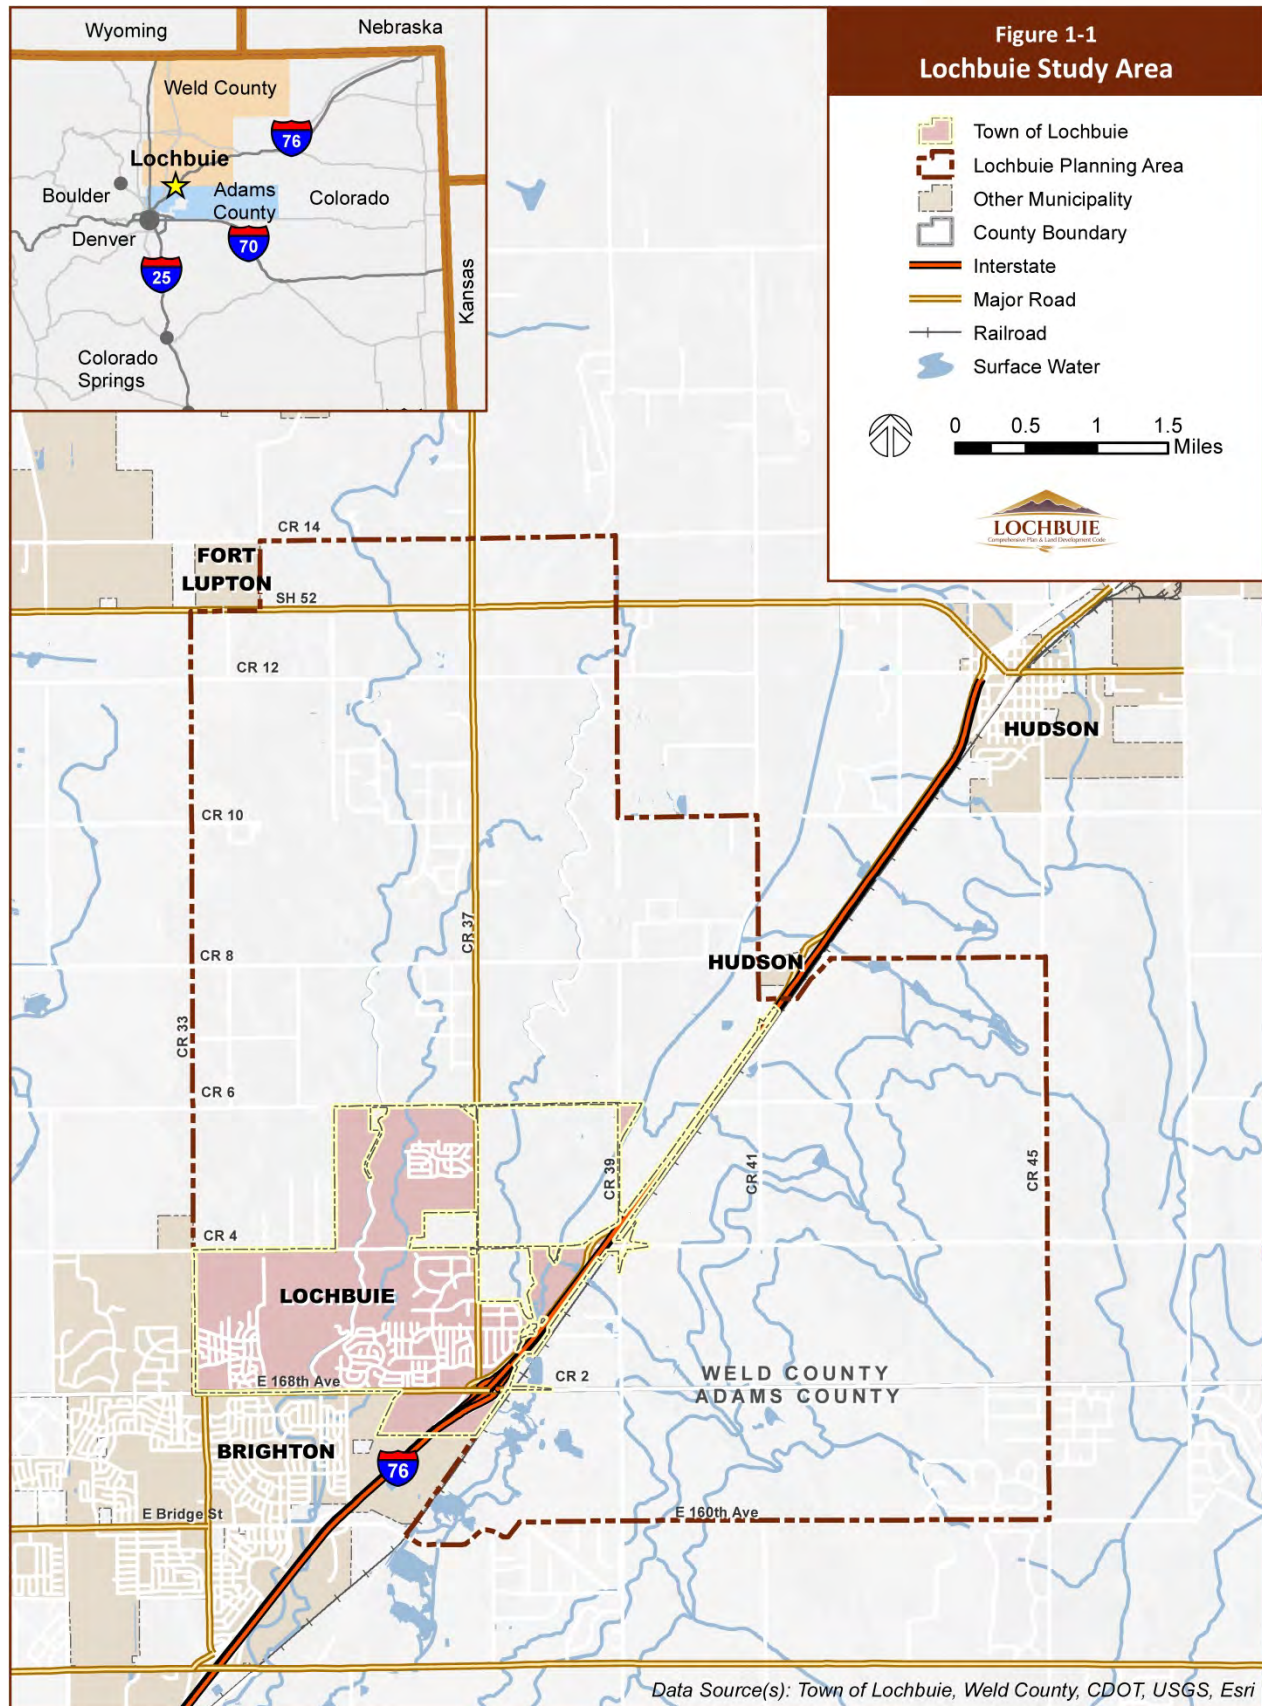 Wyoming
Nebraska
Weld County
76
Lochbuie
Boulder
Adams
County
Colorado
Denver
70
25
Kansas
Colorado
Springs
Figure 1-1
Lochbuie Study Area
Town of Lochbuie
Lochbuie Planning Area
Other Municipality
County Boundary
Interstate
Major Road
Railroad
Surface Water
0 0.5 1 1.5
Miles
LOCHBUIE
Comprehensive Plan & Land Development Code
CR 14
FORT
LUPTON
SH 52
CR 12
HUDSON
CR 10
CR 37
CR 8
HUDSON
CR 33
CR 6
CR 39
CR 41
CR 45
CR 4
LOCHBUIE
E 168th Ave
CR 2
WELD COUNTY
ADAMS COUNTY
BRIGHTON
76
E Bridge St
E 160th Ave
Data Source(s): Town of Lochbuie, Weld County, CDOT, USGS, Esri